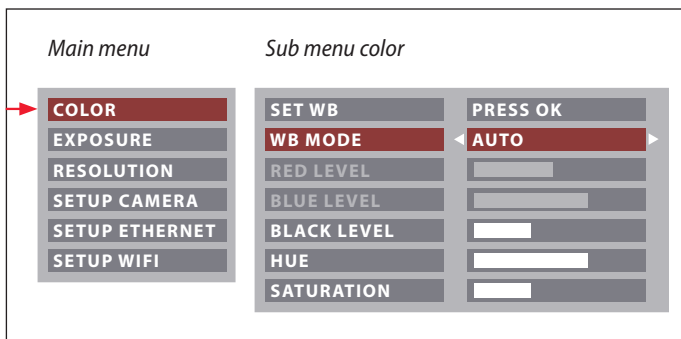 Main menu
Sub menu color
COLOR
EXPOSURE
RESOLUTION
SETUP CAMERA
SETUP ETHERNET
SETUP WIFI
SET WB PRESS OK
WB MODE AUTO
RED LEVEL
BLUE LEVEL
BLACK LEVEL
HUE
SATURATION